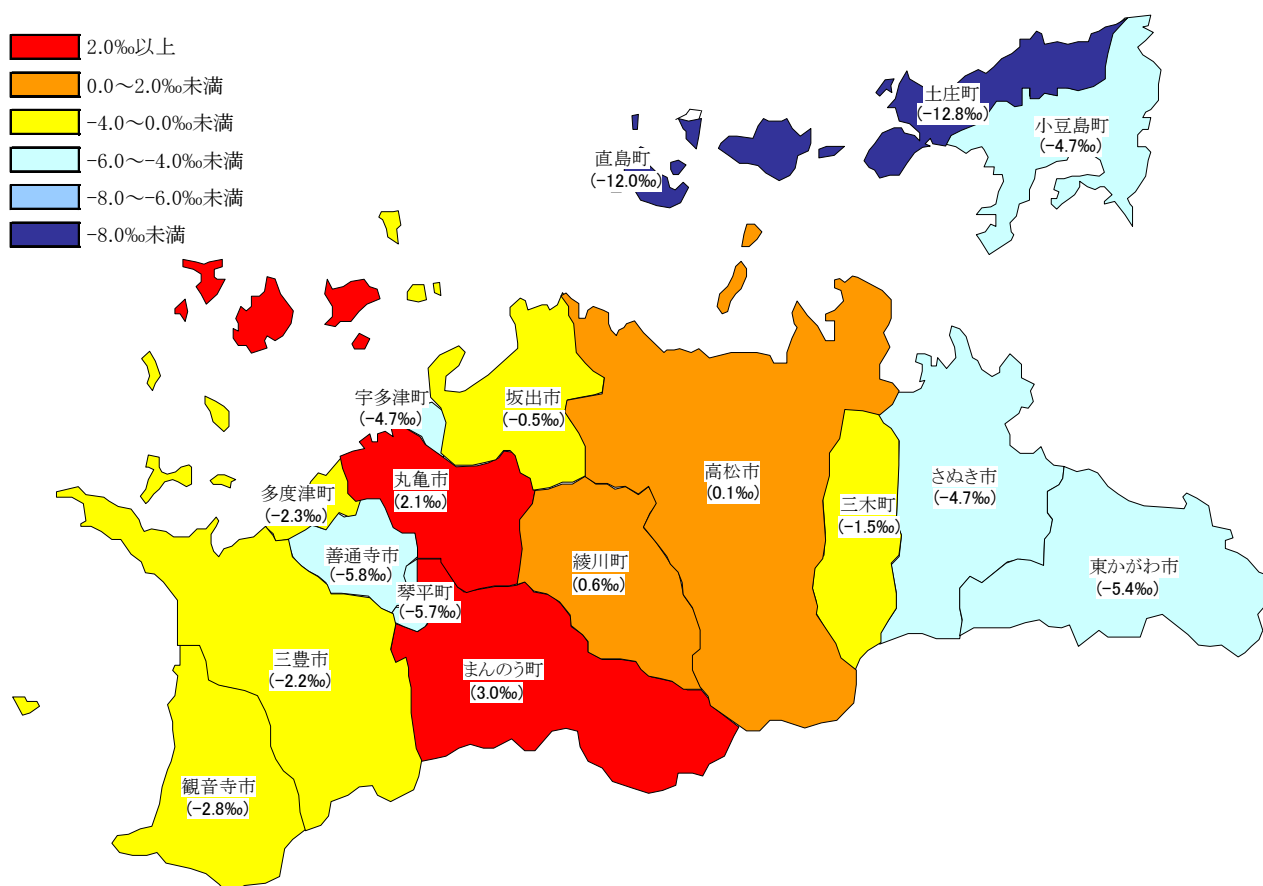 2.0‰以上
0.0～2.0‰未満
-4.0～0.0‰未満
-6.0～-4.0‰未満
-8.0～-6.0‰未満
-8.0‰未満
土庄町
(-12.8‰)
小豆島町
(-4.7‰)
直島町
(-12.0‰)
宇多津町
(-4.7‰)
坂出市
(-0.5‰)
丸亀市
(2.1‰)
高松市
(0.1‰)
さぬき市
(-4.7‰)
多度津町
(-2.3‰)
三木町
(-1.5‰)
善通寺市
(-5.8‰)
綾川町
(0.6‰)
東かがわ市
(-5.4‰)
琴平町
(-5.7‰)
三豊市
(-2.2‰)
まんのう町
(3.0‰)
観音寺市
(-2.8‰)